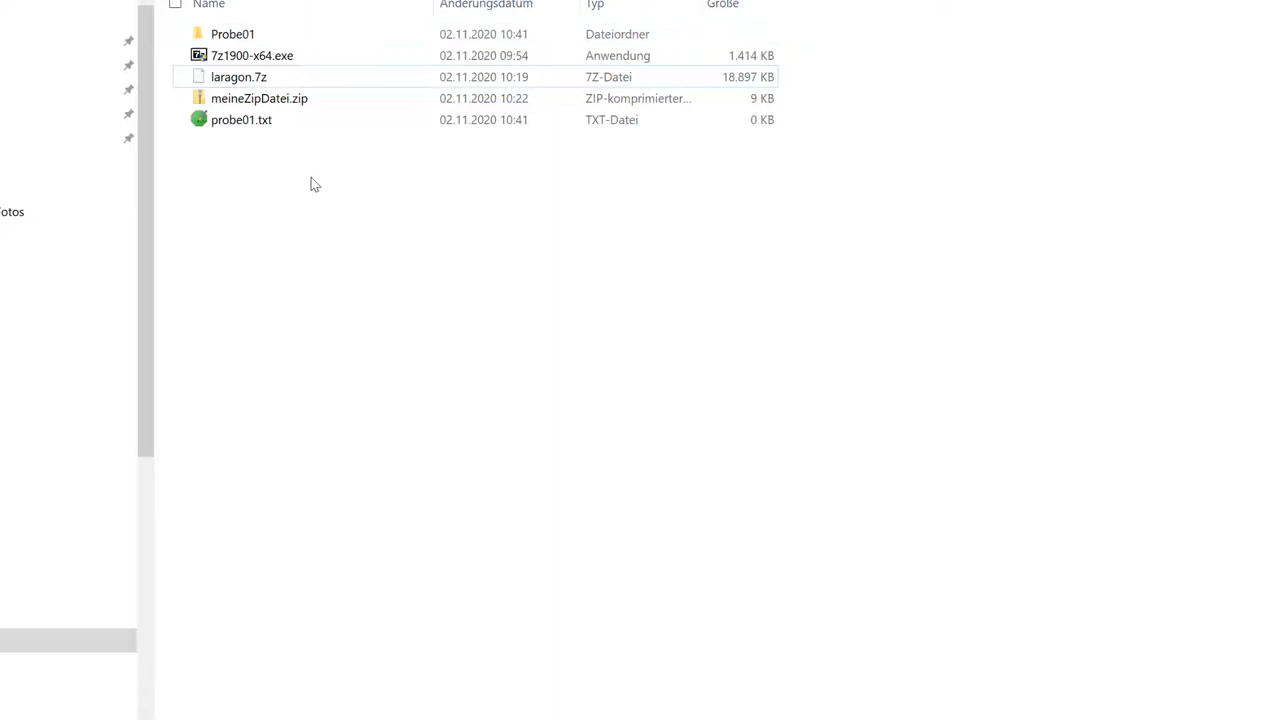 Name Änderungsdatum Typ Größe
Probe01 02.11.2020 10:41 Dateiordner
7z1900-x64.exe 02.11.2020 09:54 Anwendung 1.414 KB
laragon.7z 02.11.2020 10:19 7Z-Datei 18.897 KB
meineZipDatei.zip 02.11.2020 10:22 ZIP-komprimierter... 9 KB
probe01.txt 02.11.2020 10:41 TXT-Datei 0 KB
Fotos